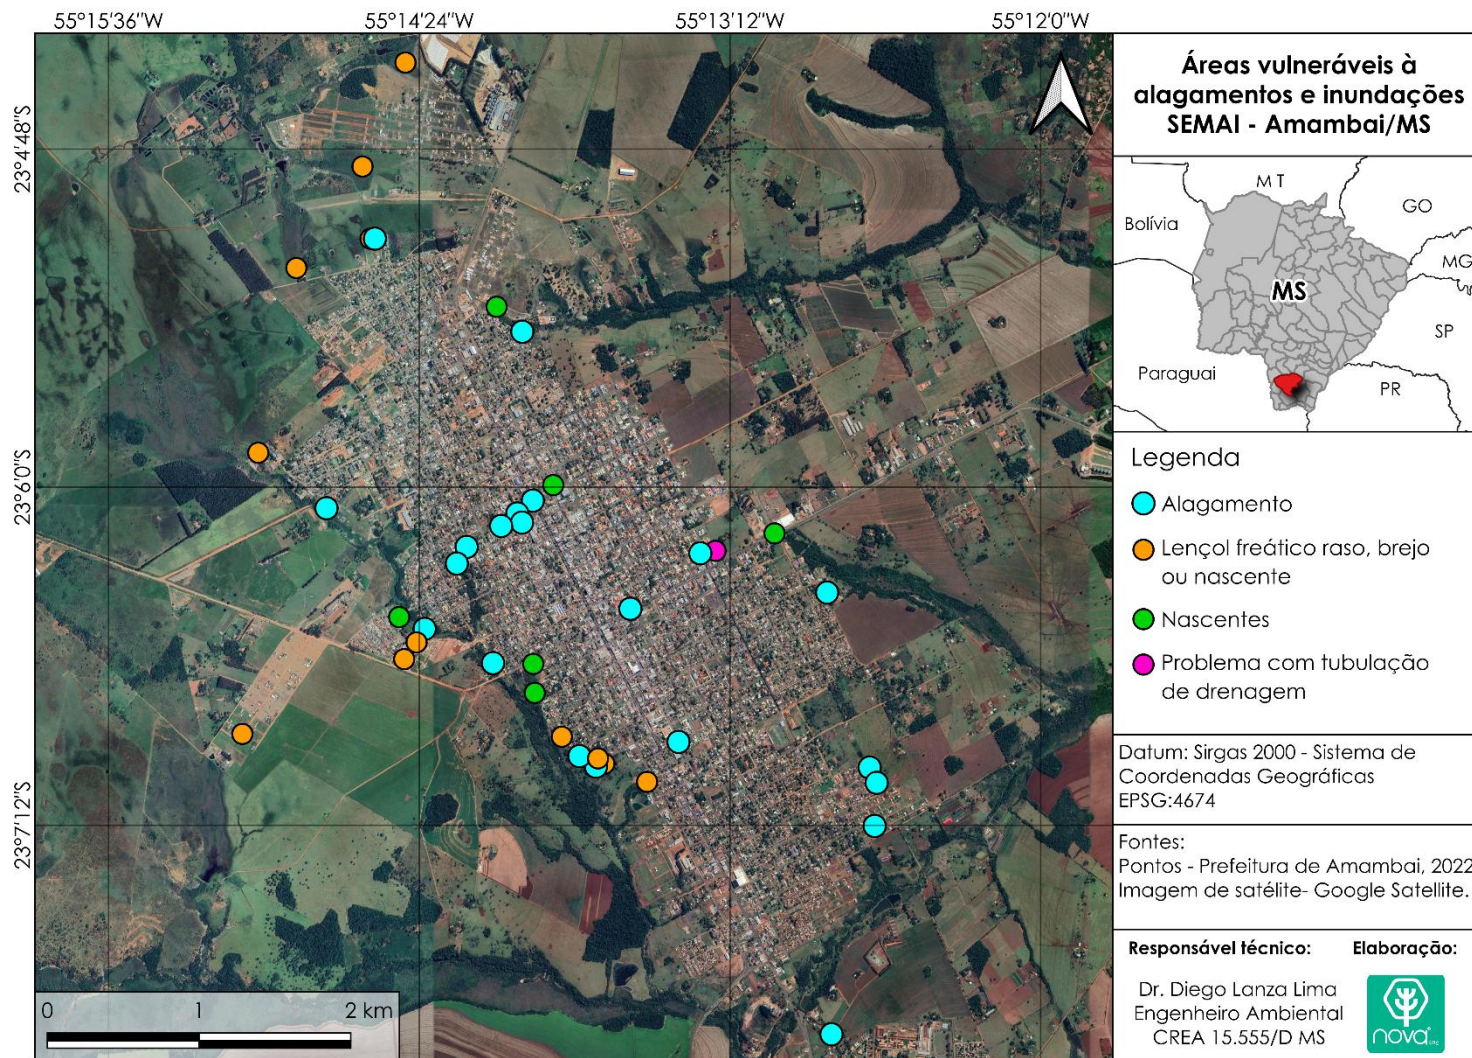 55°15'36"W
55°14'24"W
55°13'12"W
55°12'0"W
23°4'48"S
23°6'0"S
23°7'12"S
0
1
2 km
Áreas vulneráveis à
alagamentos e inundações
SEMAI - Amambai/MS
MT
GO
Bolívia
MG
MS
SP
Paraguai
PR
Legenda
Alagamento
Lençol freático raso, brejo
ou nascente
Nascentes
Problema com tubulação
de drenagem
Datum: Sirgas 2000 - Sistema de
Coordenadas Geográficas
EPSG:4674
Fontes:
Pontos - Prefeitura de Amambai, 2022
Imagem de satélite- Google Satellite.
Responsável técnico:
Elaboração:
Dr. Diego Lanza Lima
Engenheiro Ambiental
CREA 15.555/D MS
nova